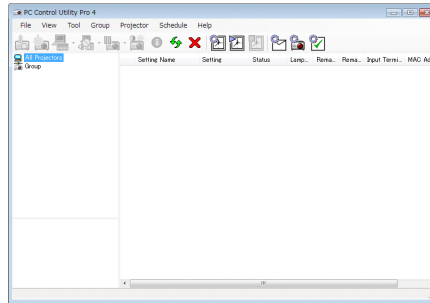 PC Control Utility Pro 4
File View Tool Group Projector Schedule Help
All Projectors
Group
Setting Name Setting Status Lamp... Rema... Rema... Input Termi... MAC Ad